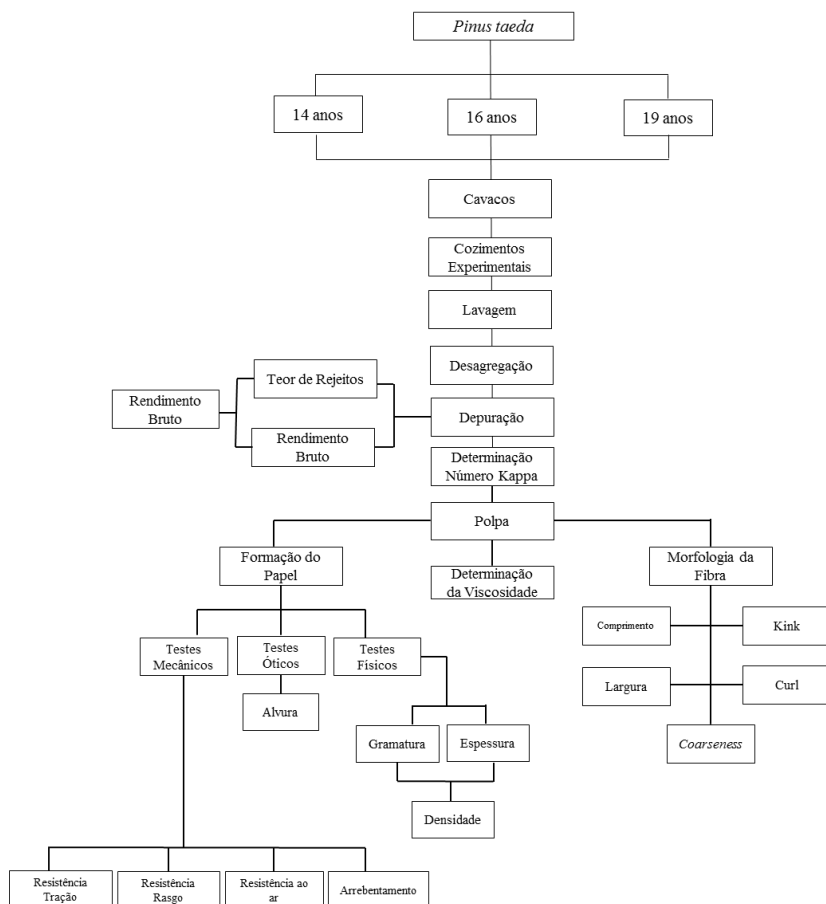 Pinus taeda
14 anos
16 anos
19 anos
Cavacos
Cozimentos
Experimentais
Lavagem
Desagregação
Teor de Rejeitos
Rendimento
Bruto
Depuração
Rendimento
Bruto
Determinação
Número Kappa
Polpa
Formação do
Papel
Determinação
da Viscosidade
Morfologia da
Fibra
Comprimento
Kink
Testes
Mecânicos
Testes
Óticos
Testes
Físicos
Largura
Curl
Alvura
Gramatura
Espessura
Coarseness
Densidade
Resistência
Tração
Resistência
Rasgo
Resistência ao
ar
Arrebentamento